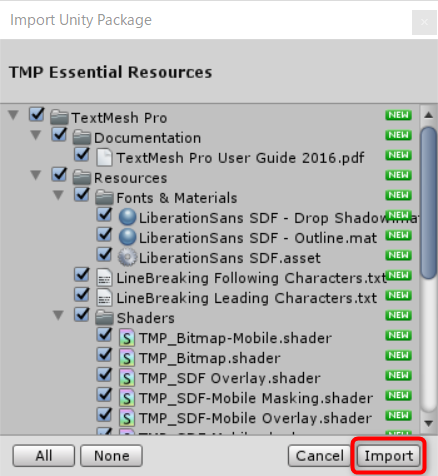 Import Unity Package
TMP Essential Resources
TextMesh Pro NEW
Documentation NEW
TextMesh Pro User Guide 2016.pdf NEW
Resources NEW
Fonts & Materials NEW
LiberationSans SDF - Drop Shadow.mat NEW
LiberationSans SDF - Outline.mat NEW
LiberationSans SDF.asset NEW
LineBreaking Following Characters.txt NEW
LineBreaking Leading Characters.txt NEW
Shaders NEW
TMP_Bitmap-Mobile.shader NEW
TMP_Bitmap.shader NEW
TMP_SDF Overlay.shader NEW
TMP_SDF-Mobile Masking.shader NEW
TMP_SDF-Mobile Overlay.shader NEW
All None Cancel Import